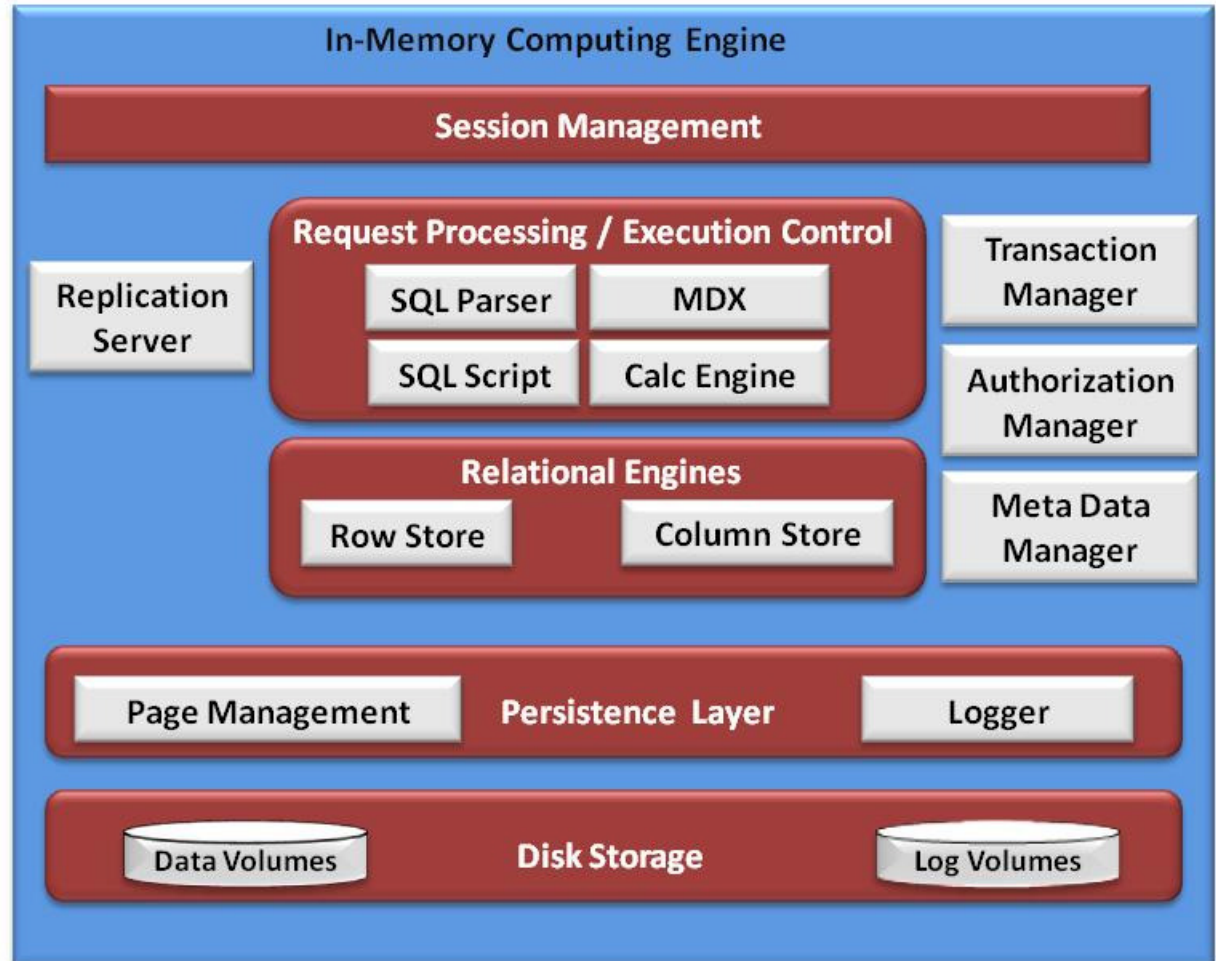 In-Memory Computing Engine
Session Management
Request Processing / Execution Control
SQL Parser
MDX
SQL Script
Calc Engine
Replication
Server
Transaction
Manager
Authorization
Manager
Meta Data
Manager
Relational Engines
Row Store
Column Store
Page Management
Persistence Layer
Logger
Data Volumes
Disk Storage
Log Volumes